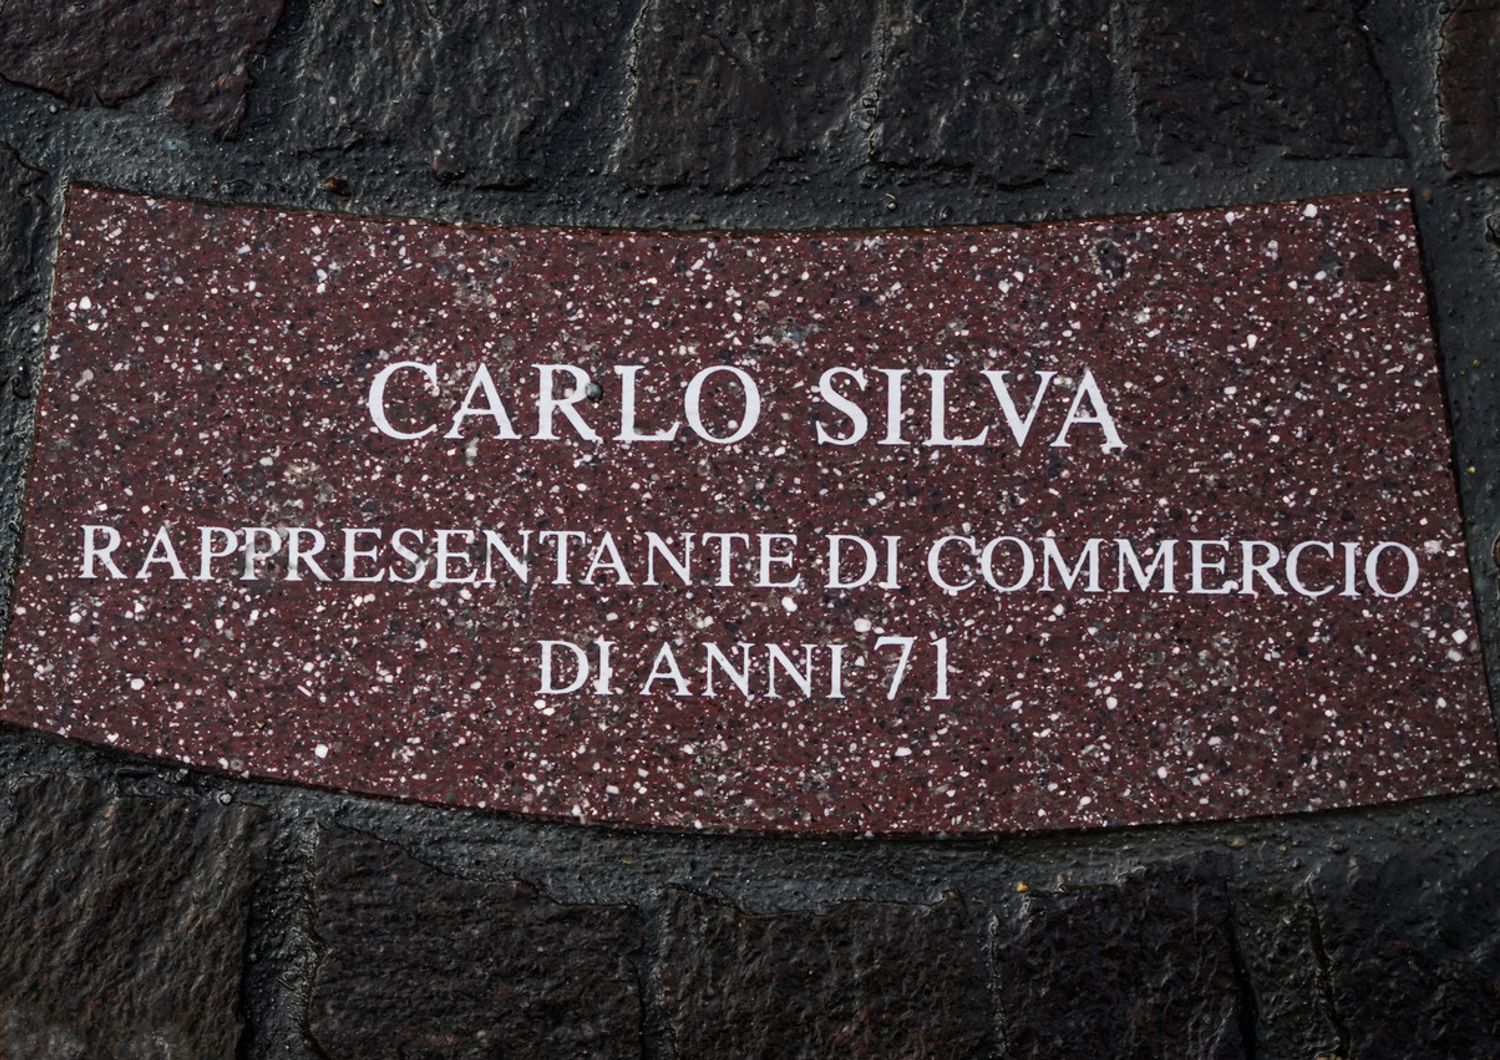 CARLO SILVA
RAPPRESENTANTE DI COMMERCIO
DI ANNI 71